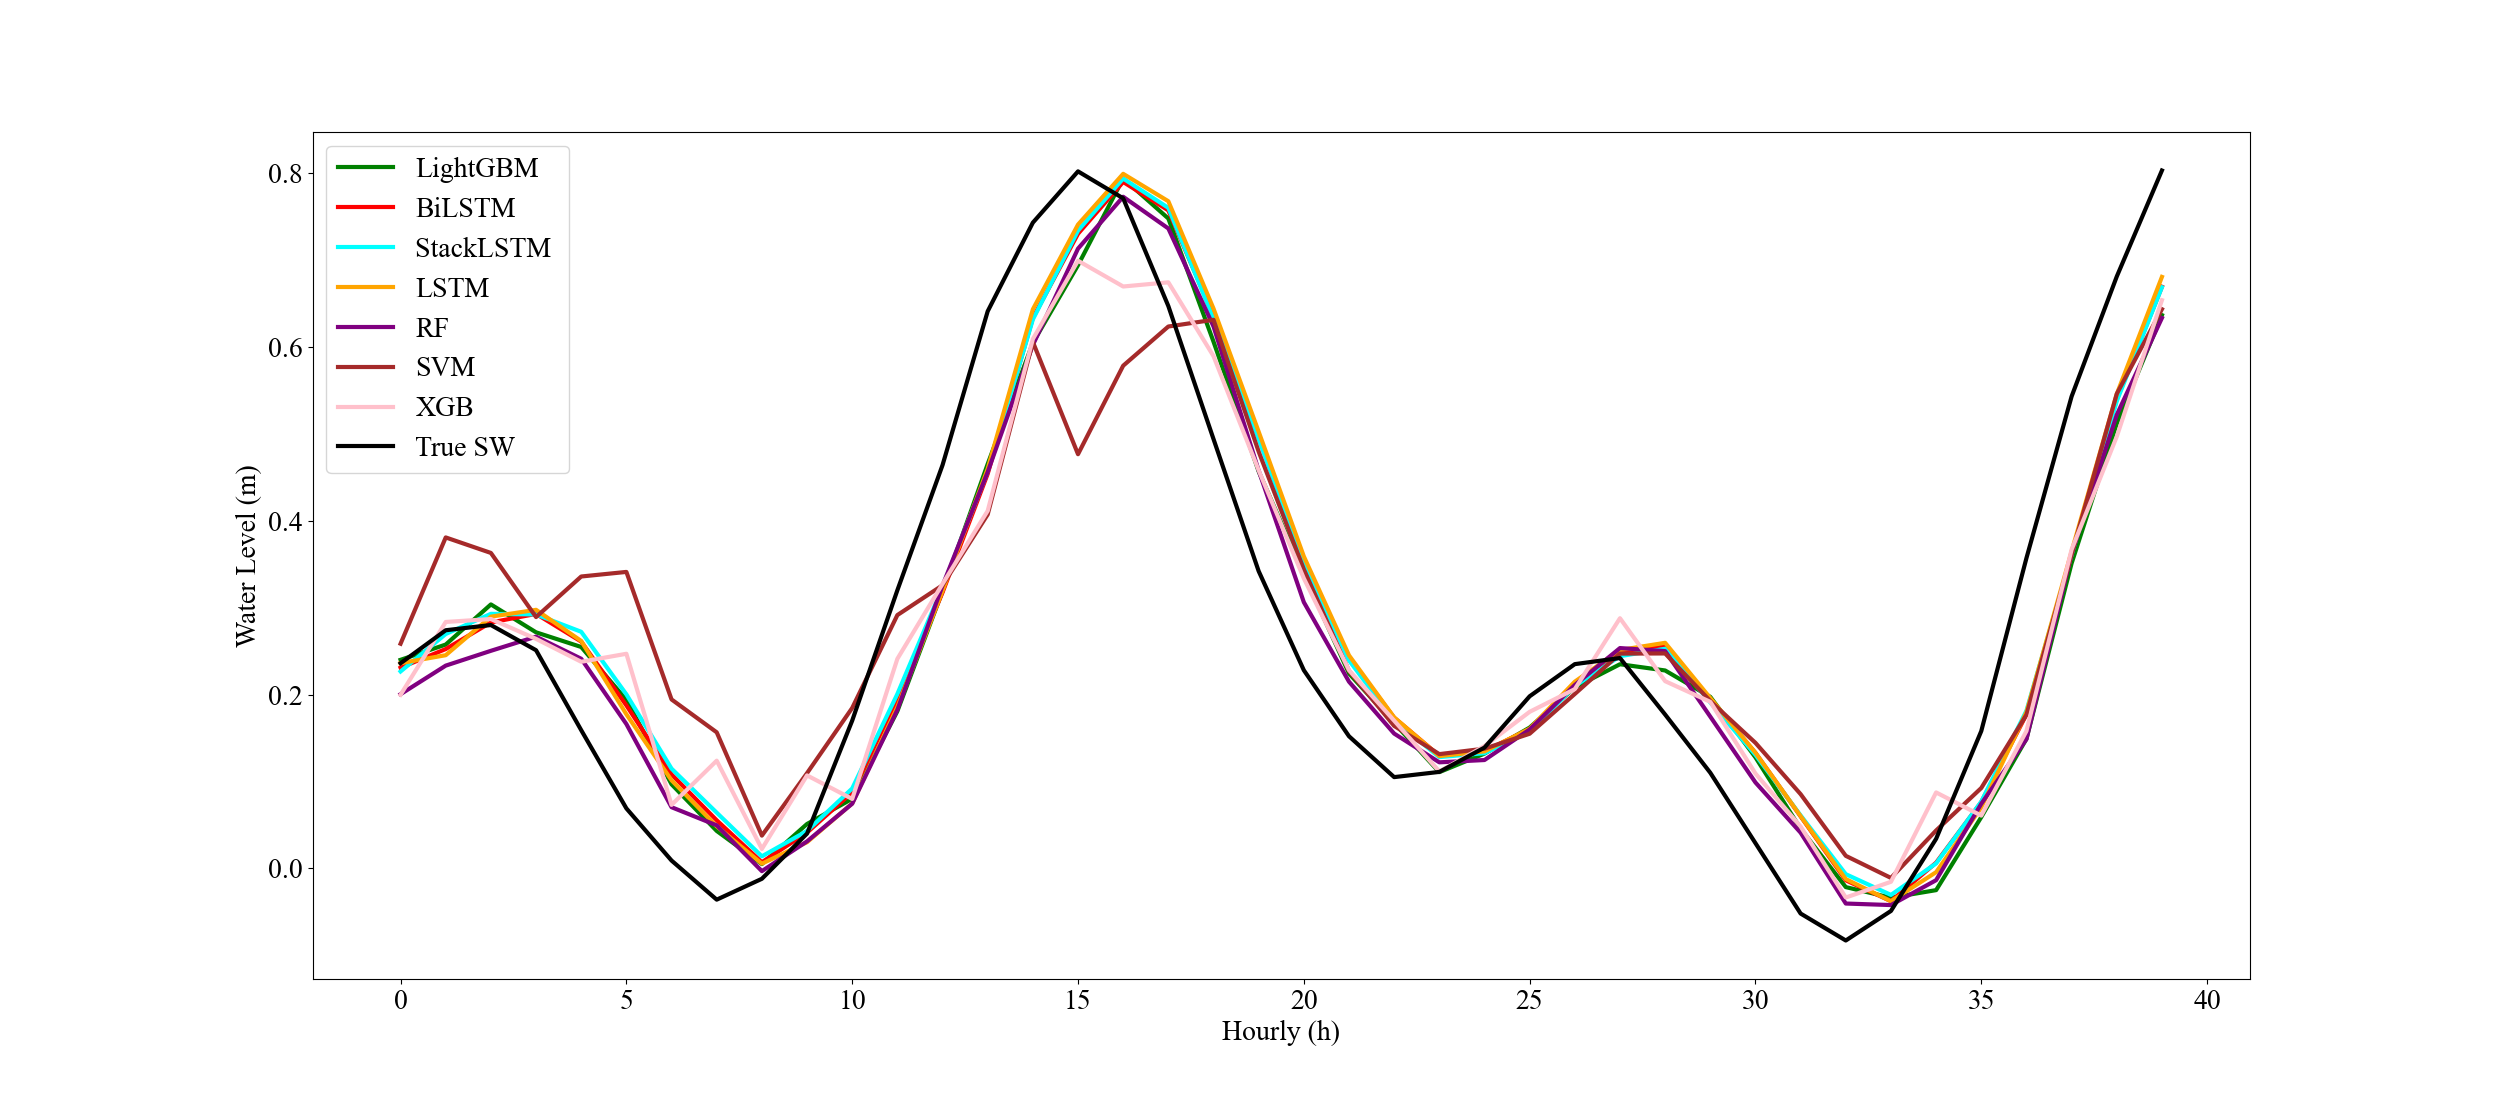 LightGBM
BiLSTM
StackLSTM
LSTM
RF
SVM
XGB
True SW
0.8
0.6
0.4
0.2
0.0
Water Level (m)
0 5 10 15 20 25 30 35 40
Hourly (h)